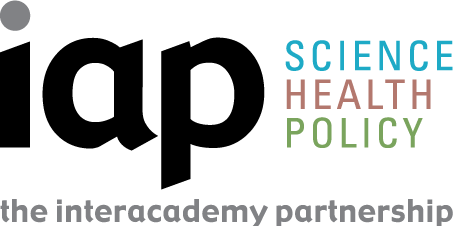 iap
SCIENCE
HEALTH
POLICY
the interacademy partnership